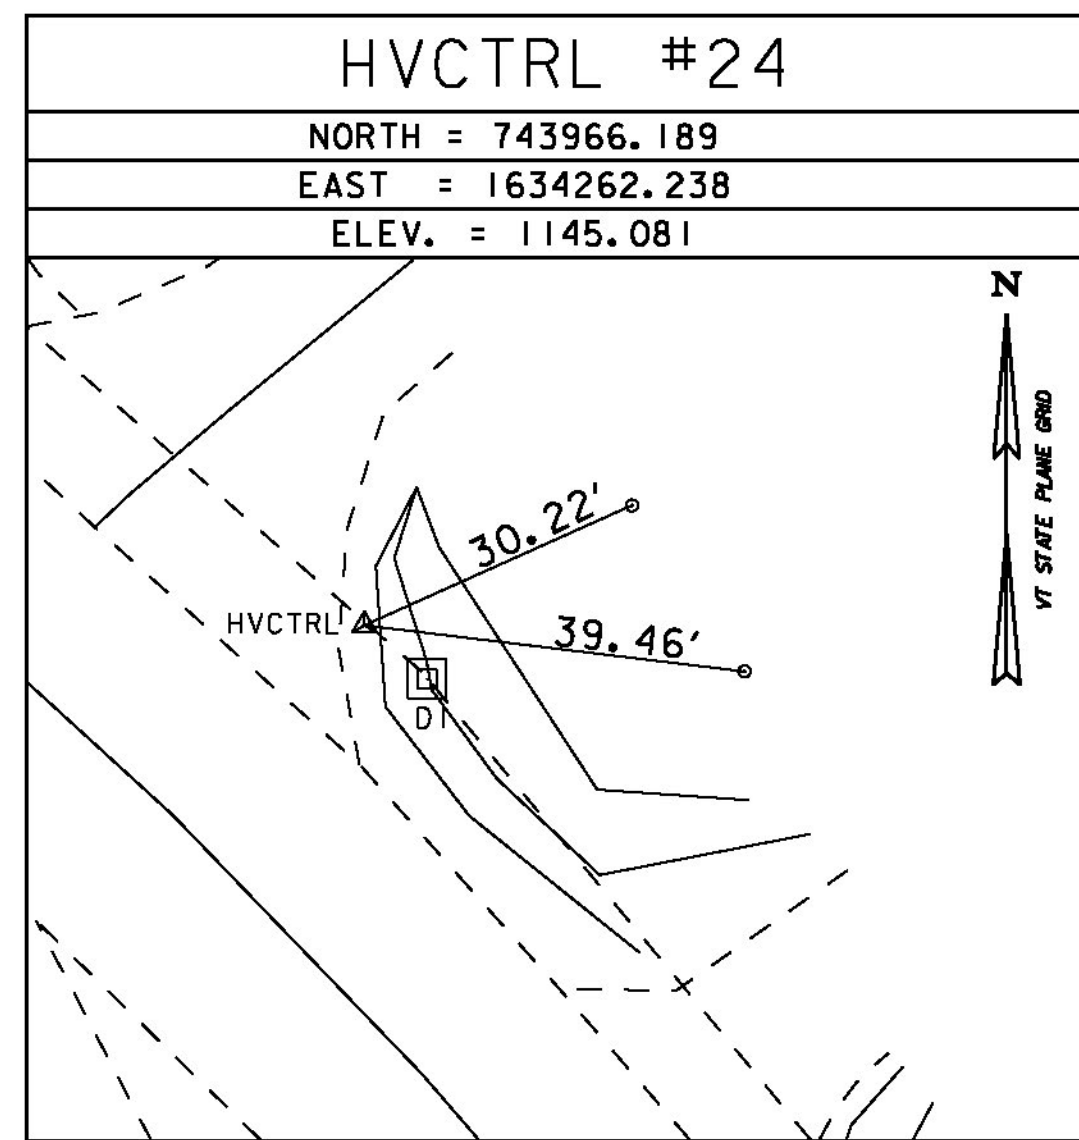 HVCTRL #24
NORTH = 743966.189
EAST = 1634262.238
ELEV. = 1145.081
N
VT STATE PLANE GRID
30.22'
HVCTRL
39.46'
DI